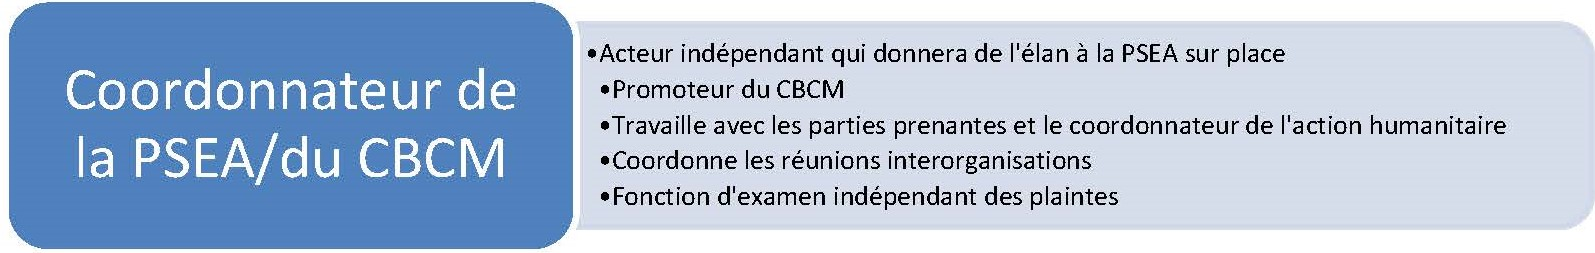 Coordonnateur de
la PSEA/du CBCM
•Acteur indépendant qui donnera de l'élan à la PSEA sur place
•Promoteur du CBCM
•Travaille avec les parties prenantes et le coordonnateur de l'action humanitaire
•Coordonne les réunions interorganisations
•Fonction d'examen indépendant des plaintes